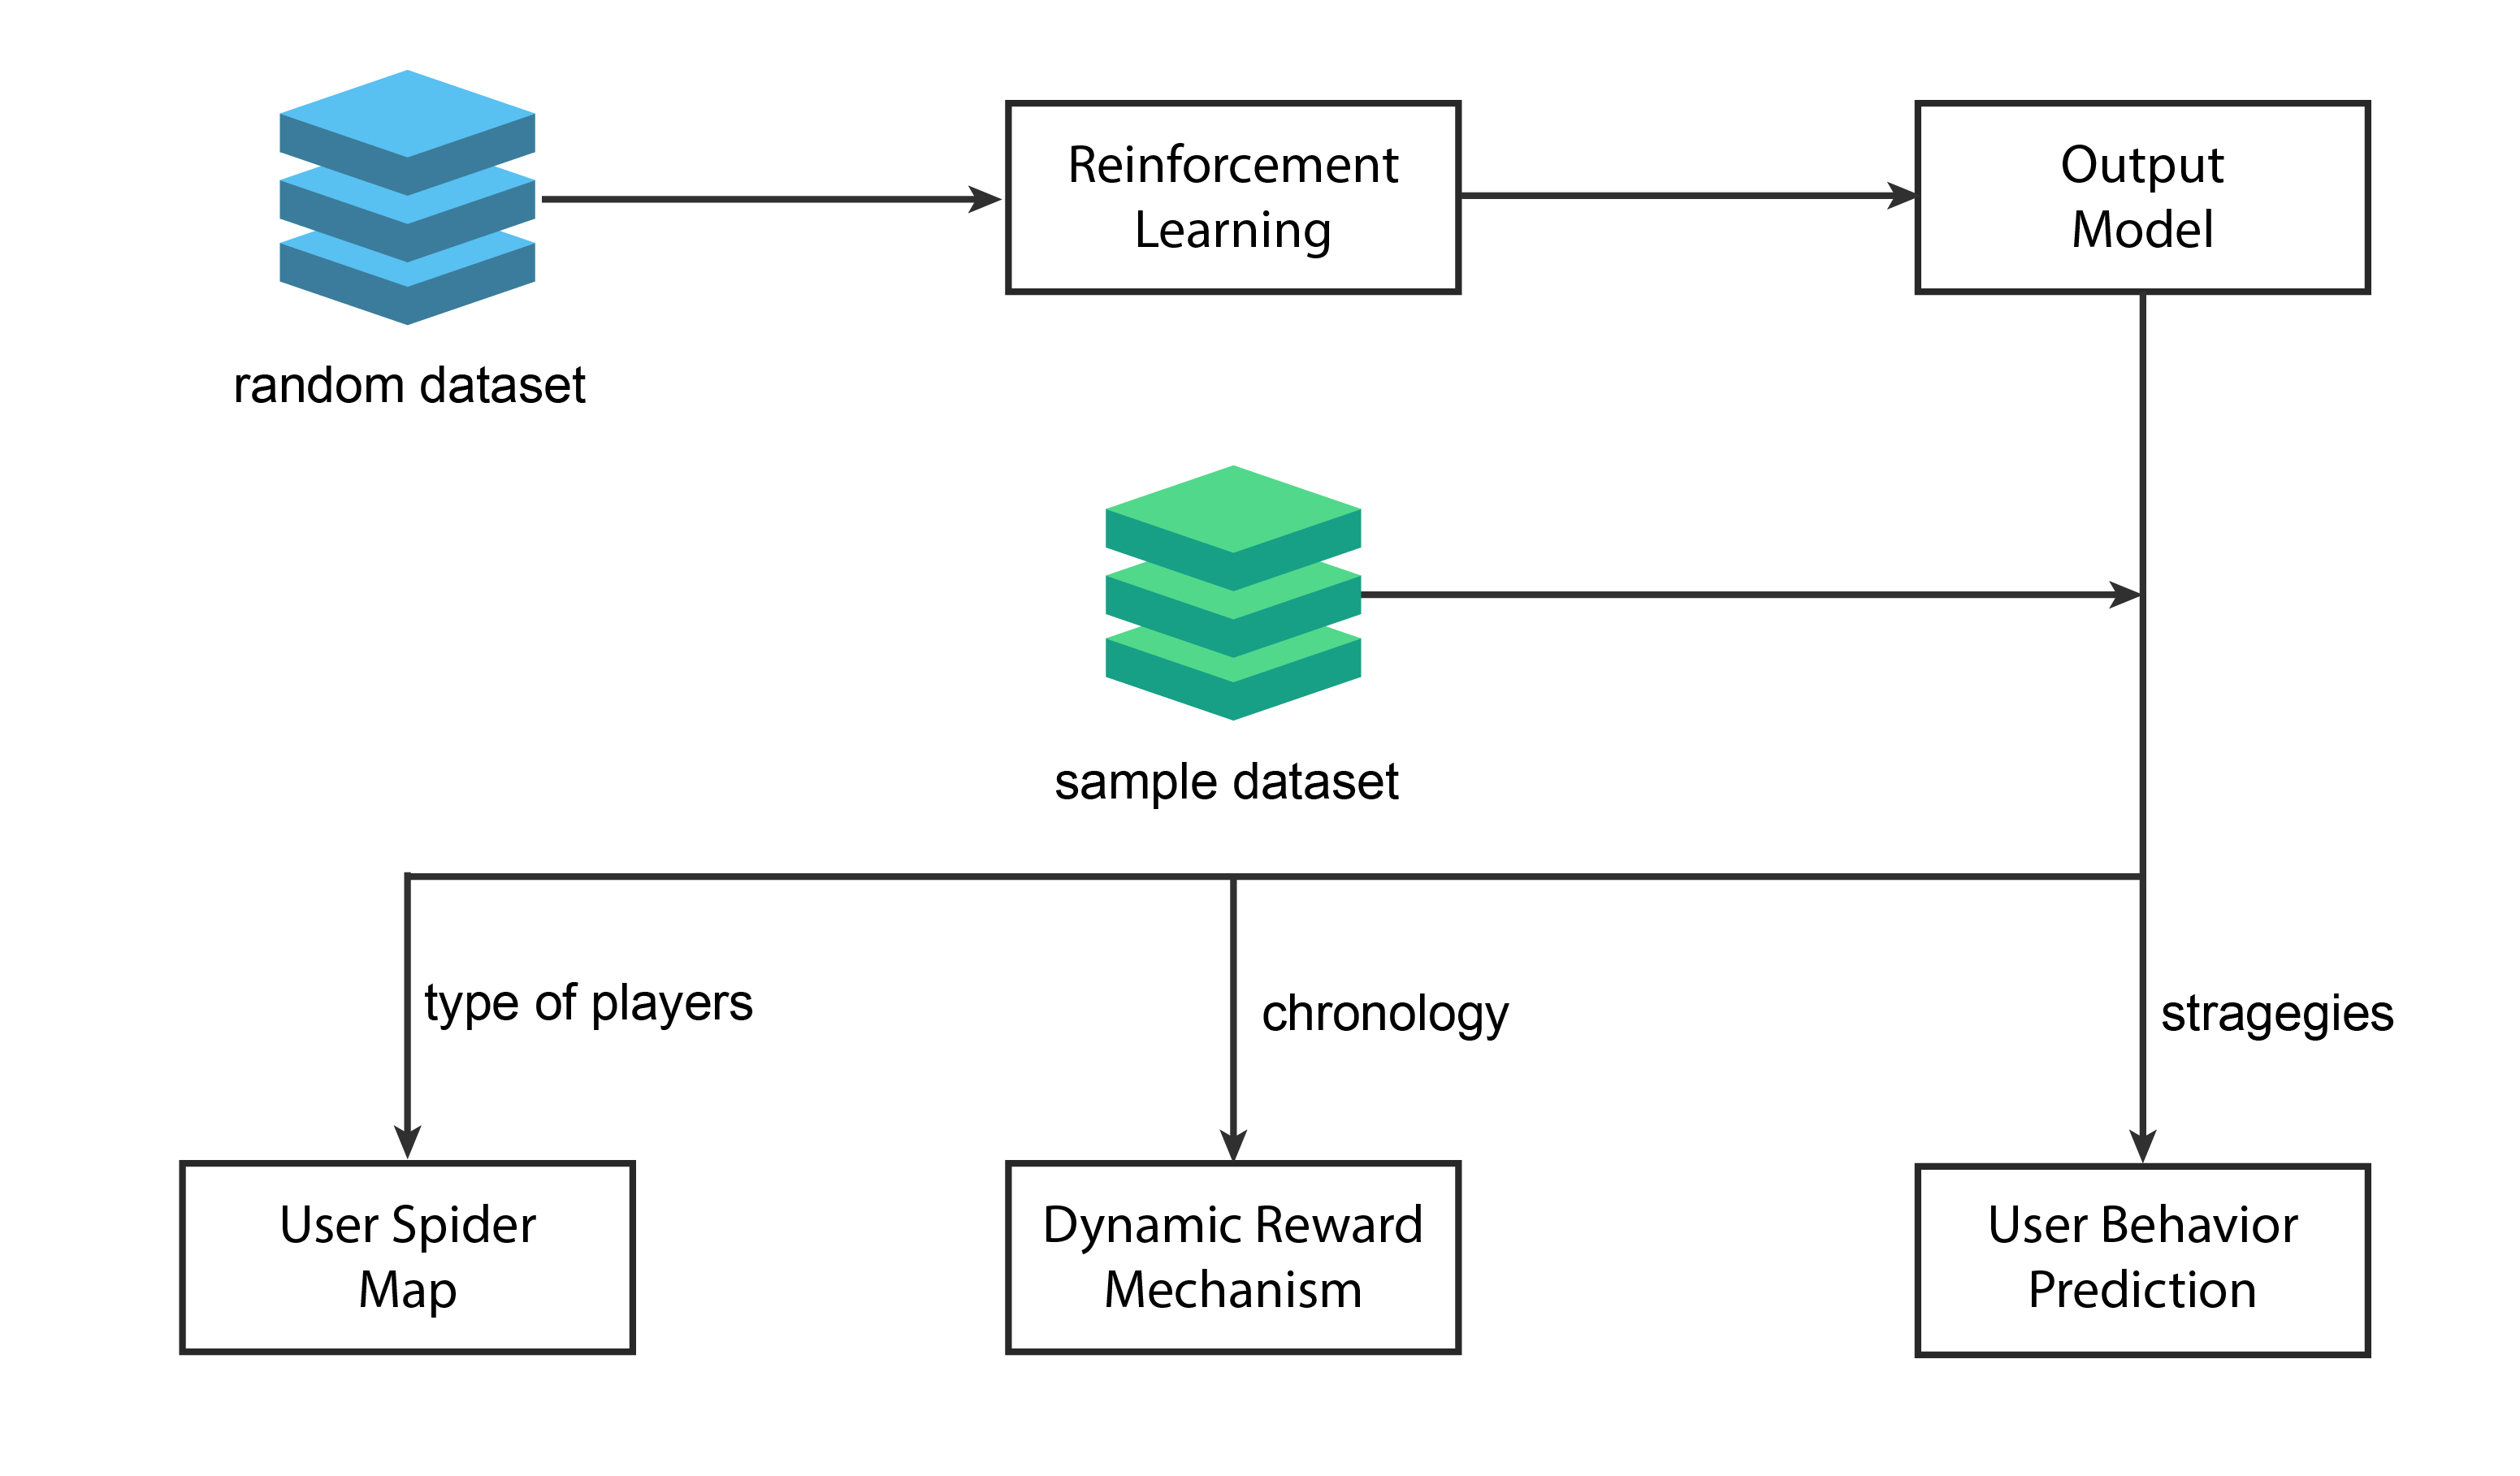 Reinforcement
Learning
Output
Model
random dataset
sample dataset
type of players
chronology
stragegies
User Spider
Map
Dynamic Reward
Mechanism
User Behavior
Prediction